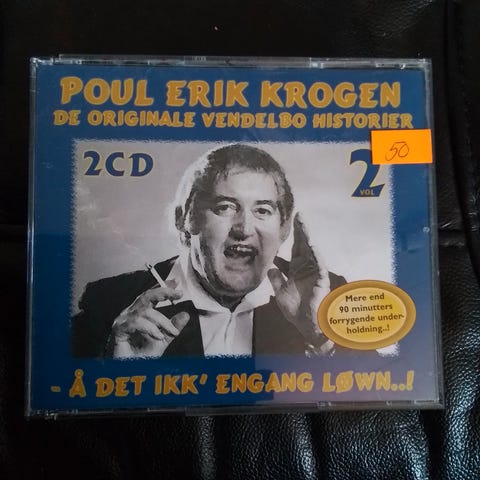 POUL ERIK KROGEN
DE ORIGINALE VENDELBO HISTORIER
50
2CD
2
VOL
Mere end
90 minutters
forrygende under-
holdning..!
- Å DET IKK' ENGANG LØWN..!